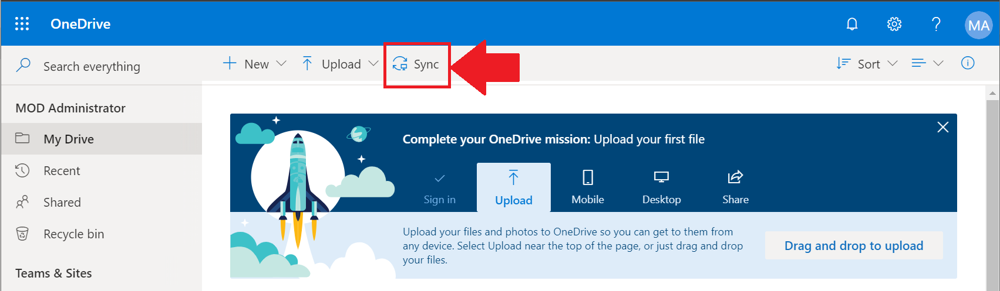 OneDrive
MA
Search everything
New
Upload
Sync
Sort
MOD Administrator
My Drive
Recent
Shared
Recycle bin
Teams & Sites
Complete your OneDrive mission: Upload your first file
Sign in
Upload
Mobile
Desktop
Share
Upload your files and photos to OneDrive so you can get to them from
any device. Select Upload near the top of the page, or just drag and drop
your files.
Drag and drop to upload